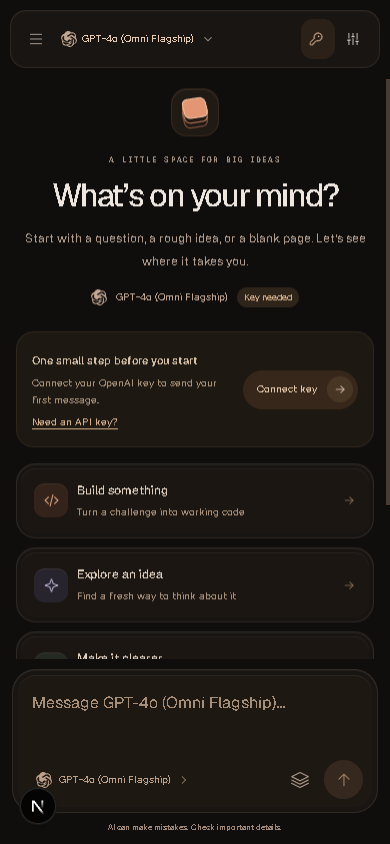 GPT-4o (Omni Flagship)
A LITTLE SPACE FOR BIG IDEAS
What's on your mind?
Start with a question, a rough idea, or a blank page. Let's see
where it takes you.
GPT-4o (Omni Flagship) Key needed
One small step before you start
Connect your OpenAI key to send your
first message.
Need an API key?
Connect key
Build something
Turn a challenge into working code
Explore an idea
Find a fresh way to think about it
Make it clearer
Message GPT-4o (Omni Flagship)...
GPT-4o (Omni Flagship)
N
AI can make mistakes. Check important details.